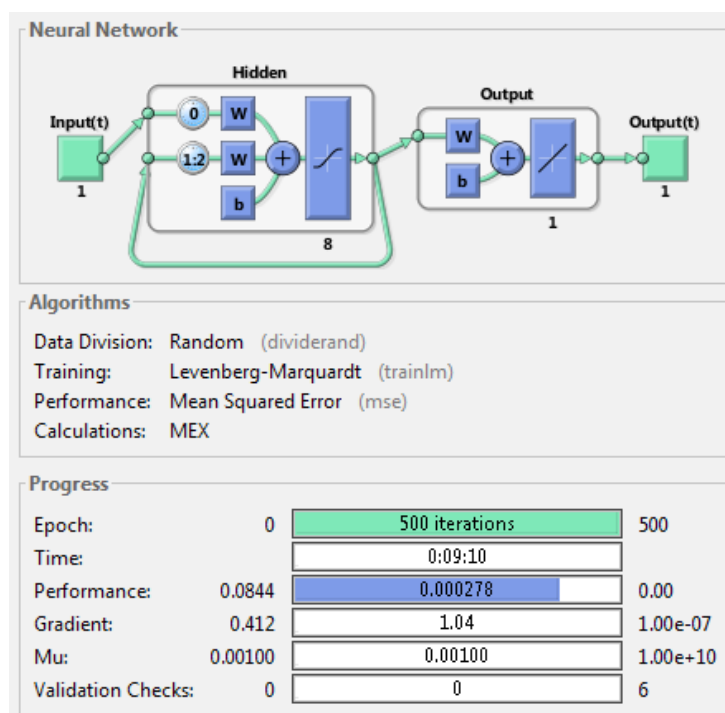 Neural Network
Hidden
Output
Input(t)
Output(t)
0
W
1:2
W
b
W
b
1
8
1
1
Algorithms
Data Division: Random (dividerand)
Training: Levenberg-Marquardt (trainlm)
Performance: Mean Squared Error (mse)
Calculations: MEX
Progress
Epoch: 0 500 iterations 500
Time: 0:09:10
Performance: 0.0844 0.000278 0.00
Gradient: 0.412 1.04 1.00e-07
Mu: 0.00100 0.00100 1.00e+10
Validation Checks: 0 0 6